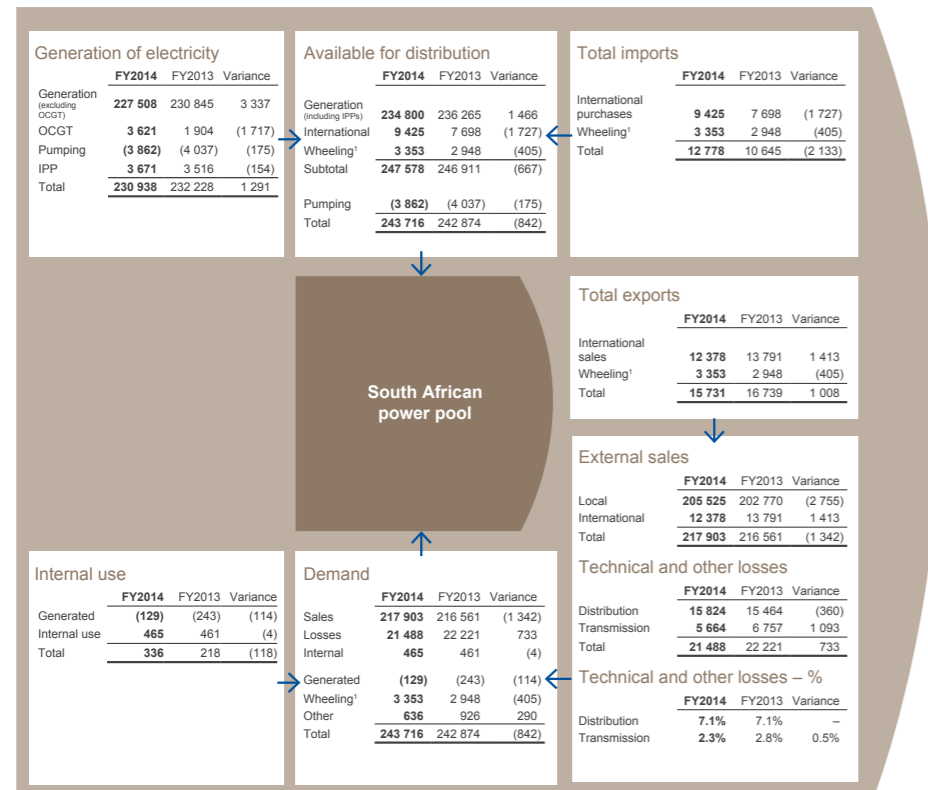 Generation of electricity
FY2014 FY2013 Variance
Generation
(excluding
OCGT) 227 508 230 845 3 337
OCGT 3 621 1 904 (1 717)
Pumping (3 862) (4 037) (175)
IPP 3 671 3 516 (154)
Total 230 938 232 228 1 291
Available for distribution
FY2014 FY2013 Variance
Generation
(including IPPs) 234 800 236 265 1 466
International 9 425 7 698 (1 727)
Wheeling¹ 3 353 2 948 (405)
Subtotal 247 578 246 911 (667)
Pumping (3 862) (4 037) (175)
Total 243 716 242 874 (842)
Total imports
FY2014 FY2013 Variance
International
purchases 9 425 7 698 (1 727)
Wheeling¹ 3 353 2 948 (405)
Total 12 778 10 645 (2 133)
South African
power pool
Total exports
FY2014 FY2013 Variance
International
sales 12 378 13 791 1 413
Wheeling¹ 3 353 2 948 (405)
Total 15 731 16 739 1 008
External sales
FY2014 FY2013 Variance
Local 205 525 202 770 (2 755)
International 12 378 13 791 1 413
Total 217 903 216 561 (1 342)
Technical and other losses
FY2014 FY2013 Variance
Distribution 15 824 15 464 (360)
Transmission 5 664 6 757 1 093
Total 21 488 22 221 733
Technical and other losses – %
FY2014 FY2013 Variance
Distribution 7.1% 7.1% –
Transmission 2.3% 2.8% 0.5%
Internal use
FY2014 FY2013 Variance
Generated (129) (243) (114)
Internal use 465 461 (4)
Total 336 218 (118)
Demand
FY2014 FY2013 Variance
Sales 217 903 216 561 (1 342)
Losses 21 488 22 221 733
Internal 465 461 (4)
Generated (129) (243) (114)
Wheeling¹ 3 353 2 948 (405)
Other 636 926 290
Total 243 716 242 874 (842)